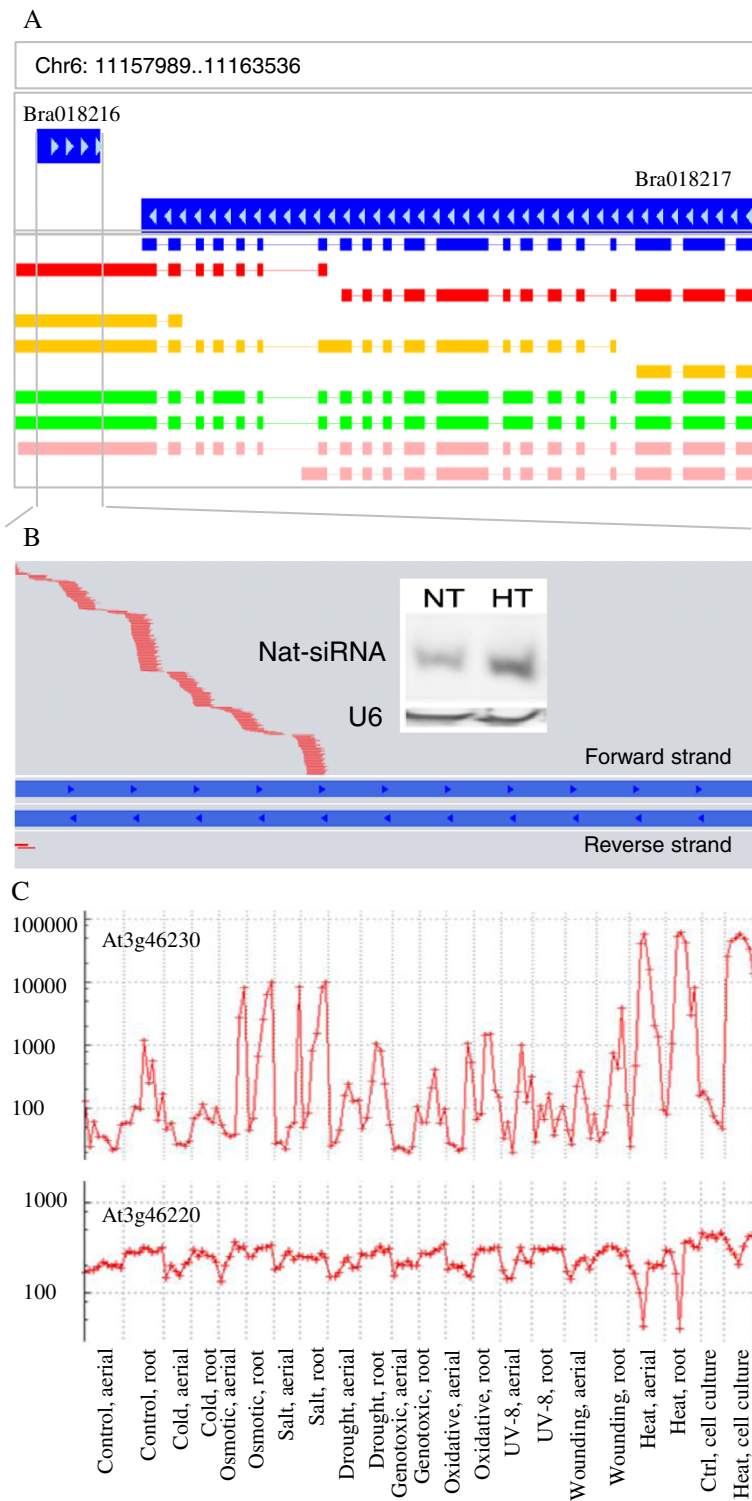 A
Chr6: 11157989..11163536
Bra018216
Bra018217
B
NT HT
Nat-siRNA
U6
Forward strand
Reverse strand
C
100000
At3g46230
10000
1000
100
1000
At3g46220
100
Control, aerial
Control, root
Cold, aerial
Cold, root
Osmotic, aerial
Osmotic, root
Salt, aerial
Salt, root
Drought, aerial
Drought, root
Genotoxic, aerial
Genotoxic, root
Oxidative, aerial
Oxidative, root
UV-8, aerial
UV-8, root
Wounding, aerial
Wounding, root
Heat, aerial
Heat, root
Ctrl, cell culture
Heat, cell culture